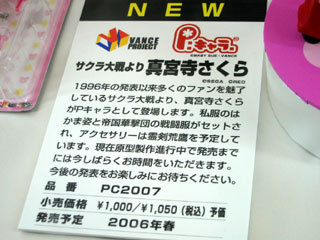 NEW
VANCE PROJECT
Pキャラ
©BABY SUE・VANCE
サクラ大戦より 真宮寺さくら
©SEGA ©RED
1996年の発表以来多くのファンを魅了
しているサクラ大戦より、真宮寺さくら
がPキャラとして登場します。私服のは
かま姿と帝国華撃団の戦闘服がセットさ
れ、アクセサリーは霊剣荒鷹を予定して
います。現在原型製作進行中で発売まで
には今しばらくお時間をいただきます。
今後の発表をお楽しみにお待ちください。
品 番 PC2007
小売価格 ¥1,000/¥1,050(税込)予価
発売予定 2006年春